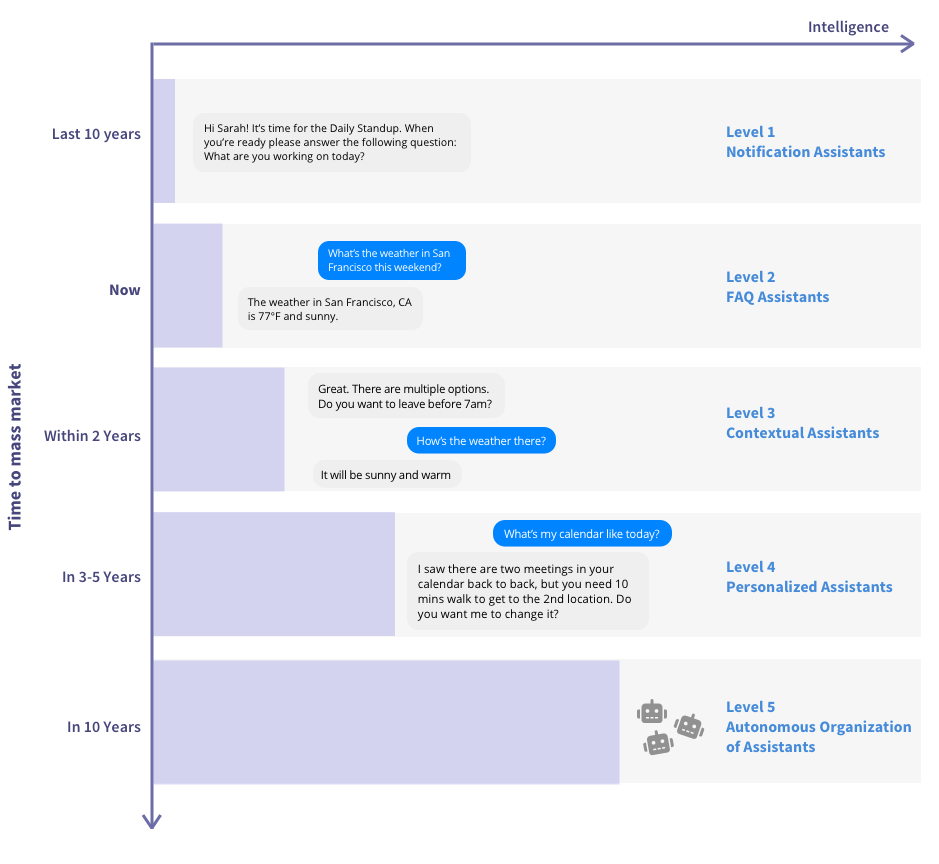 Intelligence
Time to mass market
Last 10 years
Hi Sarah! It's time for the Daily Standup. When
you're ready please answer the following question:
What are you working on today?
Level 1
Notification Assistants
Now
What's the weather in San
Francisco this weekend?
The weather in San Francisco, CA
is 77°F and sunny.
Level 2
FAQ Assistants
Within 2 Years
Great. There are multiple options.
Do you want to leave before 7am?
How's the weather there?
It will be sunny and warm
Level 3
Contextual Assistants
In 3-5 Years
What's my calendar like today?
I saw there are two meetings in your
calendar back to back, but you need 10
mins walk to get to the 2nd location. Do
you want me to change it?
Level 4
Personalized Assistants
In 10 Years
Level 5
Autonomous Organization
of Assistants